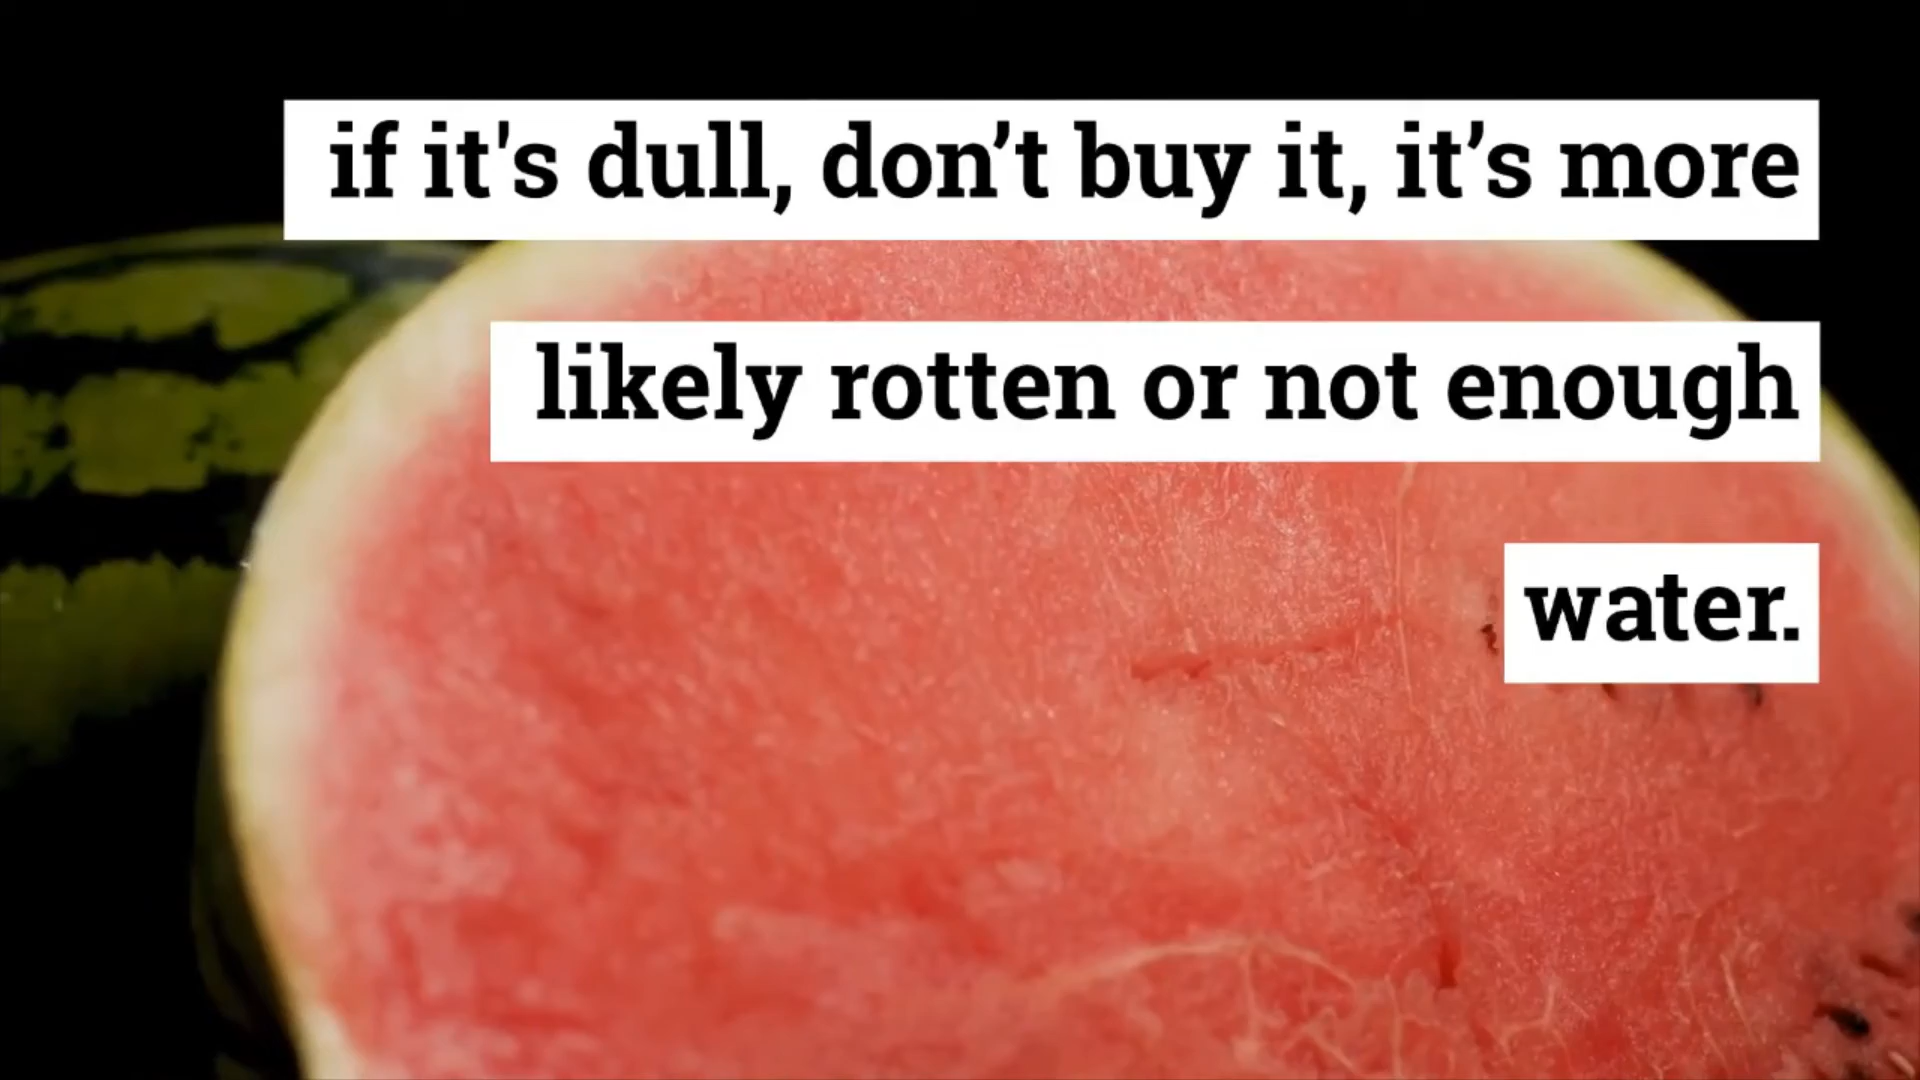 if it's dull, don’t buy it, it’s more
likely rotten or not enough
water.